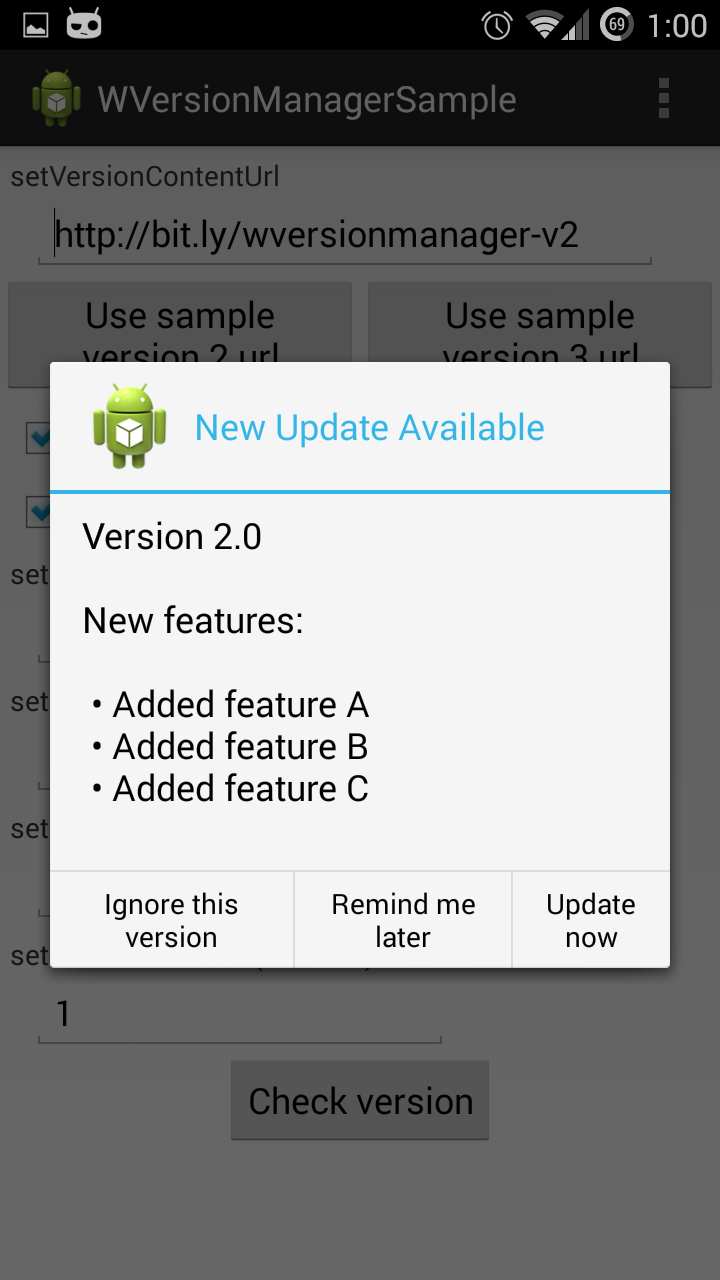 69 1:00
WVersionManagerSample
setVersionContentUrl
http://bit.ly/wversionmanager-v2
Use sample
version 2 url
Use sample
version 3 url
New Update Available
Version 2.0
New features:
• Added feature A
• Added feature B
• Added feature C
set
set
set
Ignore this
version
Remind me
later
Update
now
set
1
Check version